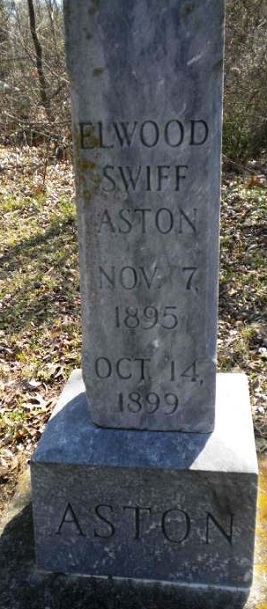 ELWOOD
SWIFF
ASTON
NOV. 7,
1895
OCT. 14,
1899
ASTON